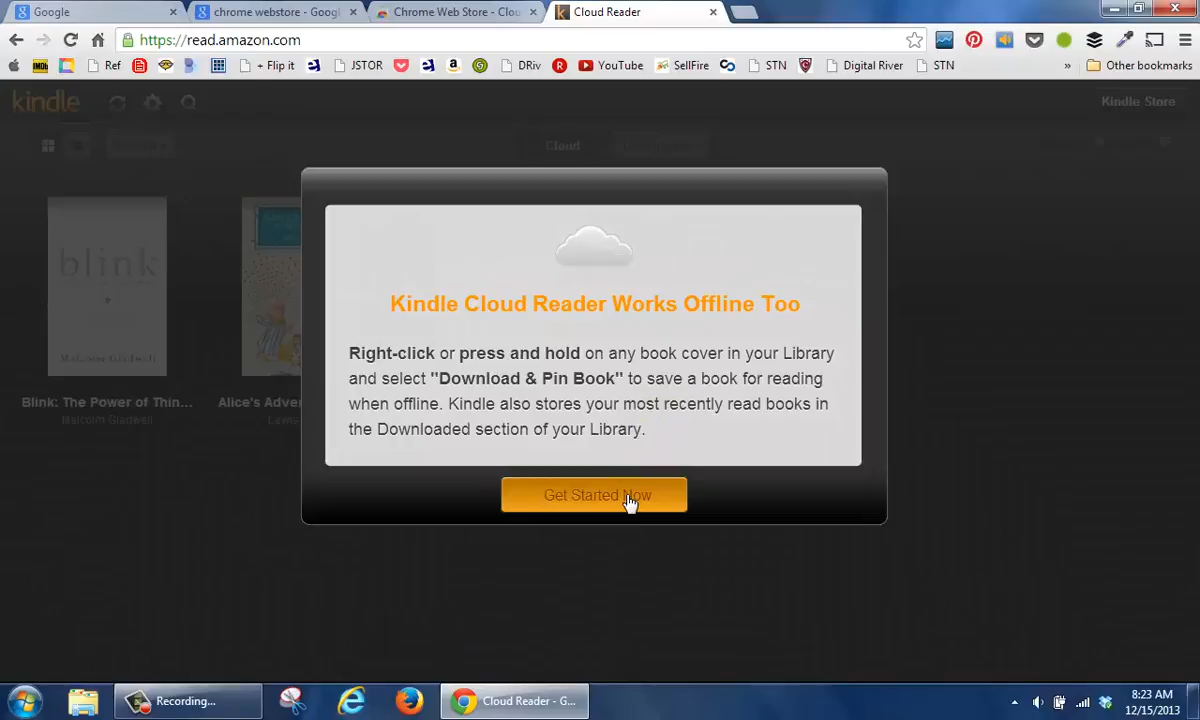 Google
chrome webstore - Googl
Chrome Web Store - Clou
Cloud Reader
https://read.amazon.com
IMDb
Ref
+ Flip it
JSTOR
a
DRiv
YouTube
SellFire
STN
Digital River
STN
»
Other bookmarks
kindle
Kindle Store
Cloud
blink
Malcolm Gladwell
Blink: The Power of Thin...
Malcolm Gladwell
Alice's Adve
Lewis
Kindle Cloud Reader Works Offline Too
Right-click or press and hold on any book cover in your Library
and select "Download & Pin Book" to save a book for reading
when offline. Kindle also stores your most recently read books in
the Downloaded section of your Library.
Get Started Now
Recording...
Cloud Reader - G...
8:23 AM
12/15/2013